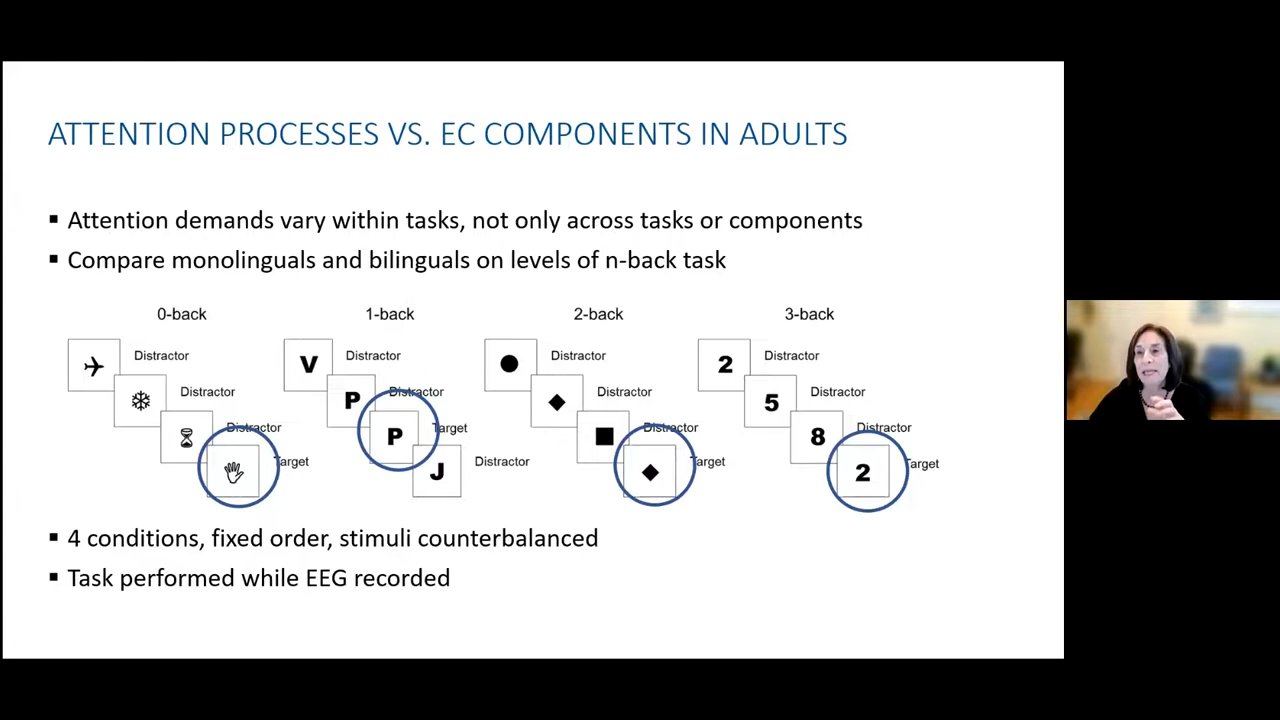 ATTENTION PROCESSES VS. EC COMPONENTS IN ADULTS
▪ Attention demands vary within tasks, not only across tasks or components
▪ Compare monolinguals and bilinguals on levels of n-back task
0-back
Distractor
Distractor
Distractor
Target
1-back
V
Distractor
P
Distractor
P
Target
J
Distractor
2-back
Distractor
Distractor
Distractor
Target
3-back
2
Distractor
5
Distractor
8
Distractor
2
Target
▪ 4 conditions, fixed order, stimuli counterbalanced
▪ Task performed while EEG recorded